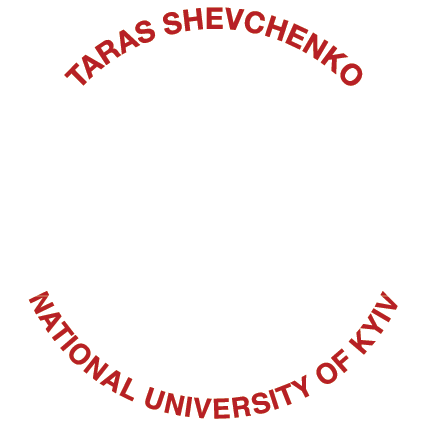 TARAS SHEVCHENKO
NATIONAL UNIVERSITY OF KYIV